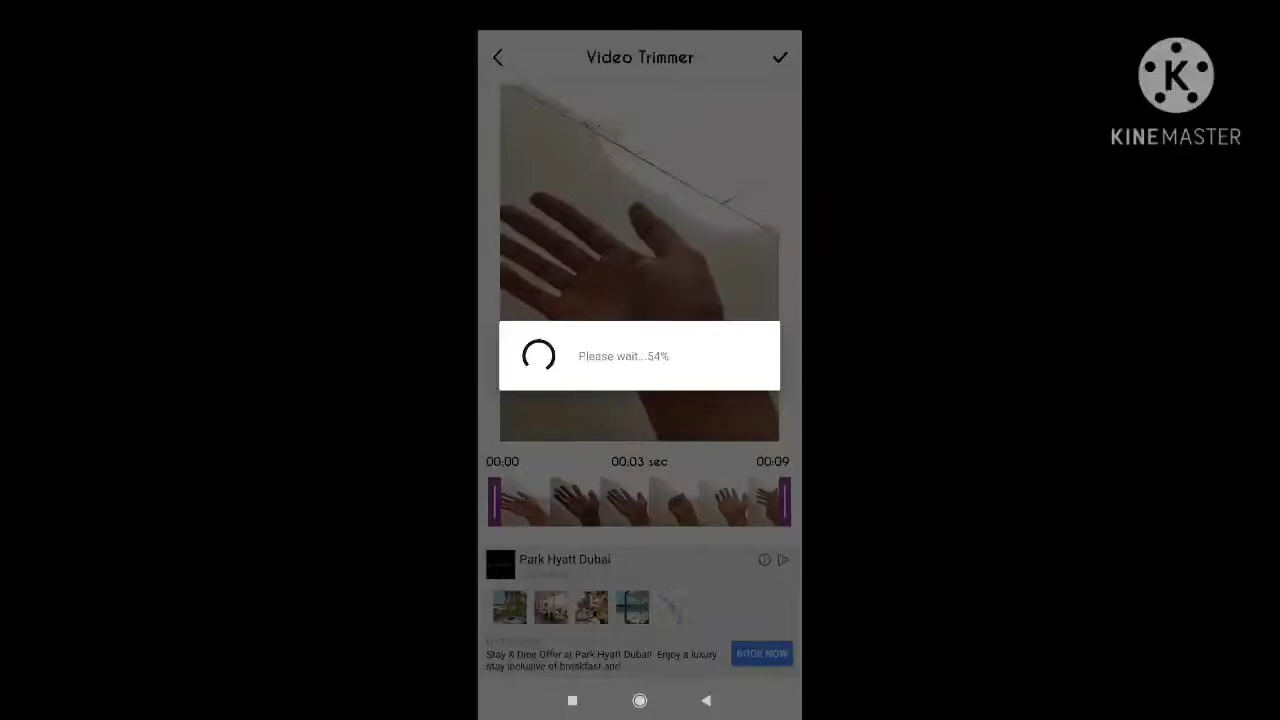 Video Trimmer
K
KINEMASTER
Please wait...54%
00:00
00:03 sec
00:09
Park Hyatt Dubai
Stay & Dine Offer at Park Hyatt Dubai! Enjoy a luxury
stay inclusive of breakfast and
BOOK NOW